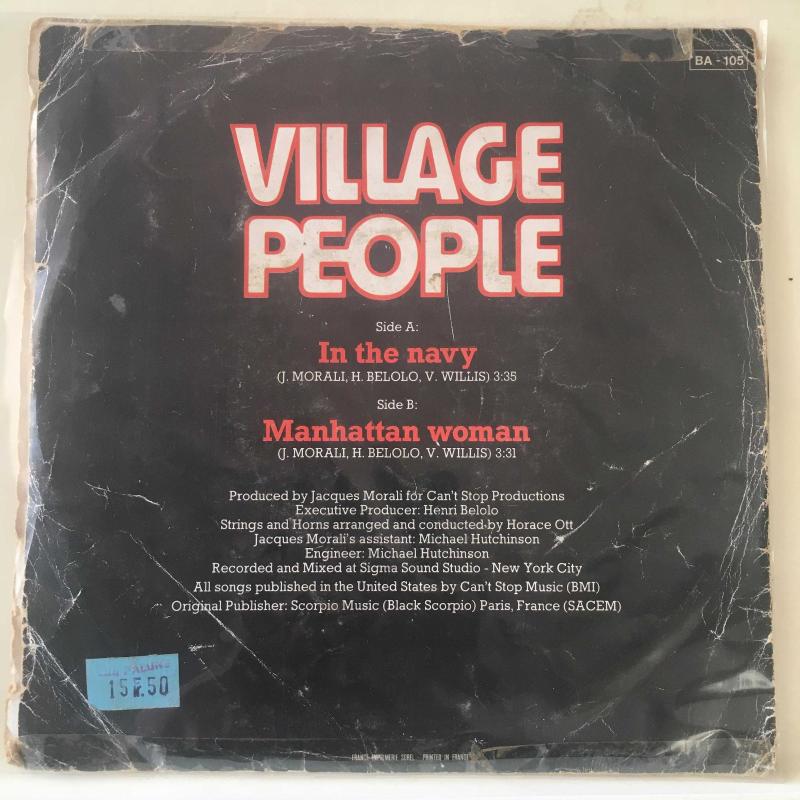 BA - 105
VILLAGE
PEOPLE
Side A:
In the navy
(J. MORALI, H. BELOLO, V. WILLIS) 3:35
Side B:
Manhattan woman
(J. MORALI, H. BELOLO, V. WILLIS) 3:31
Produced by Jacques Morali for Can't Stop Productions
Executive Producer: Henri Belolo
Strings and Horns arranged and conducted by Horace Ott
Jacques Morali's assistant: Michael Hutchinson
Engineer: Michael Hutchinson
Recorded and Mixed at Sigma Sound Studio - New York City
All songs published in the United States by Can't Stop Music (BMI)
Original Publisher: Scorpio Music (Black Scorpio) Paris, France (SACEM)
15F.50
IMPRIMERIE SOREL PRINTED IN FRANCE